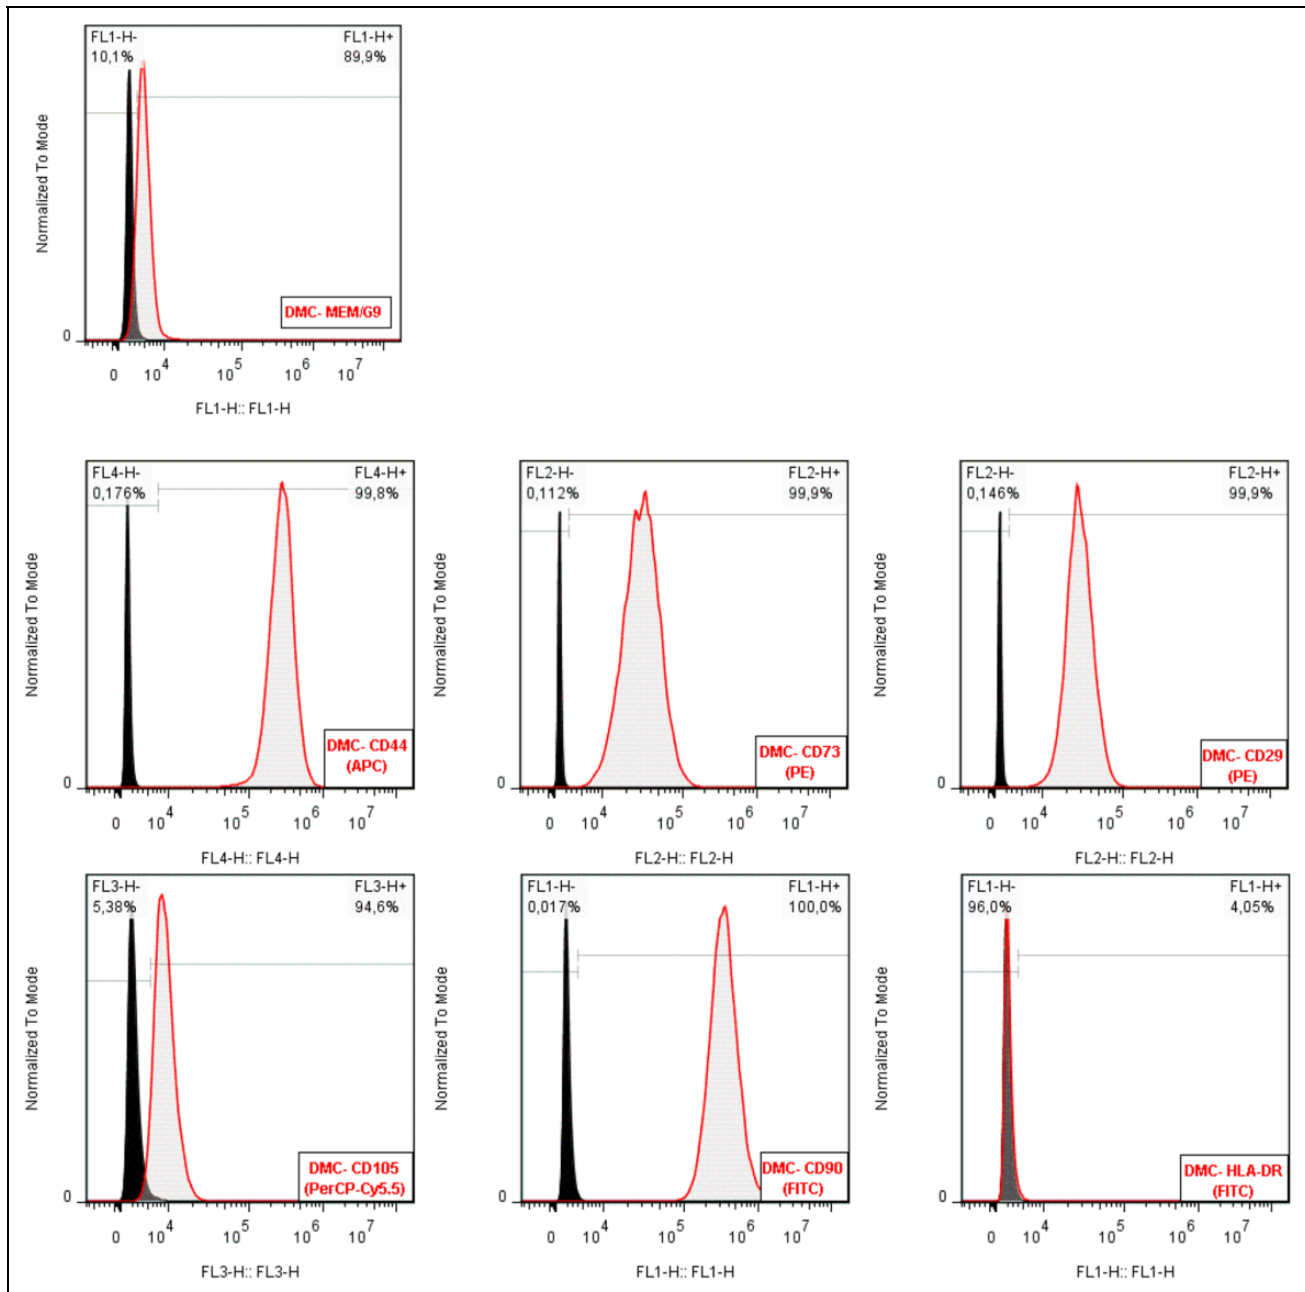 FL1-H- FL1-H+
10,1% 89,9%
Normalized To Mode
DMC- MEM/G9
0
0 10^4 10^5 10^6 10^7
FL1-H:: FL1-H
FL4-H- FL4-H+
0,176% 99,8%
Normalized To Mode
DMC- CD44
(APC)
0
0 10^4 10^5 10^6 10^7
FL4-H:: FL4-H
FL2-H- FL2-H+
0,112% 99,9%
Normalized To Mode
DMC- CD73
(PE)
0
0 10^4 10^5 10^6 10^7
FL2-H:: FL2-H
FL2-H- FL2-H+
0,146% 99,9%
Normalized To Mode
DMC- CD29
(PE)
0
0 10^4 10^5 10^6 10^7
FL2-H:: FL2-H
FL3-H- FL3-H+
5,38% 94,6%
Normalized To Mode
DMC- CD105
(PerCP-Cy5.5)
0
0 10^4 10^5 10^6 10^7
FL3-H:: FL3-H
FL1-H- FL1-H+
0,017% 100,0%
Normalized To Mode
DMC- CD90
(FITC)
0
0 10^4 10^5 10^6 10^7
FL1-H:: FL1-H
FL1-H- FL1-H+
96,0% 4,05%
Normalized To Mode
DMC- HLA-DR
(FITC)
0
0 10^4 10^5 10^6 10^7
FL1-H:: FL1-H